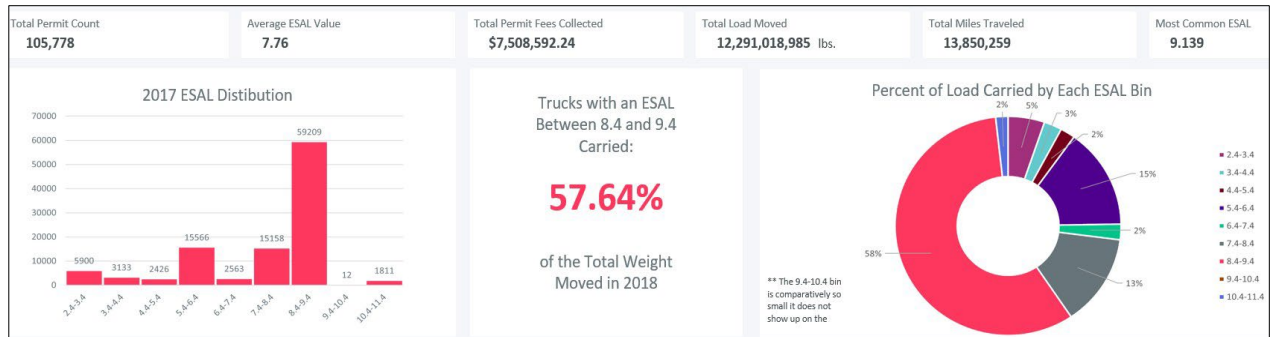 Total Permit Count
105,778
Average ESAL Value
7.76
Total Permit Fees Collected
$7,508,592.24
Total Load Moved
12,291,018,985 lbs.
Total Miles Traveled
13,850,259
Most Common ESAL
9.139
2017 ESAL Distibution
70000
60000
50000
40000
30000
20000
10000
0
5900
3133
2426
15566
2563
15158
59209
12
1811
2.4-3.4
3.4-4.4
4.4-5.4
5.4-6.4
6.4-7.4
7.4-8.4
8.4-9.4
9.4-10.4
10.4-11.4
Trucks with an ESAL
Between 8.4 and 9.4
Carried:
57.64%
of the Total Weight
Moved in 2018
Percent of Load Carried by Each ESAL Bin
2%
5%
3%
2%
15%
2%
13%
58%
2.4-3.4
3.4-4.4
4.4-5.4
5.4-6.4
6.4-7.4
7.4-8.4
8.4-9.4
9.4-10.4
10.4-11.4
** The 9.4-10.4 bin
is comparatively so
small it does not
show up on the